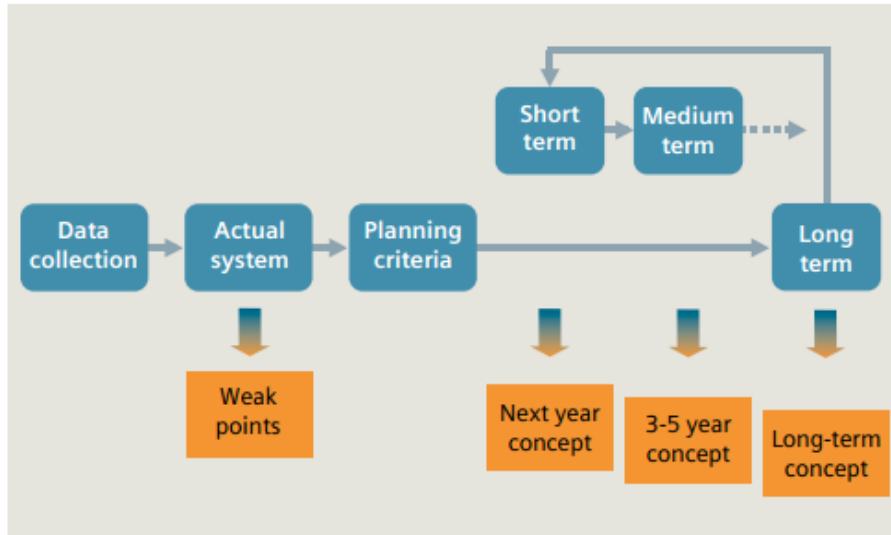 Short
term
Medium
term
Data
collection
Actual
system
Planning
criteria
Long
term
Weak
points
Next year
concept
3-5 year
concept
Long-term
concept